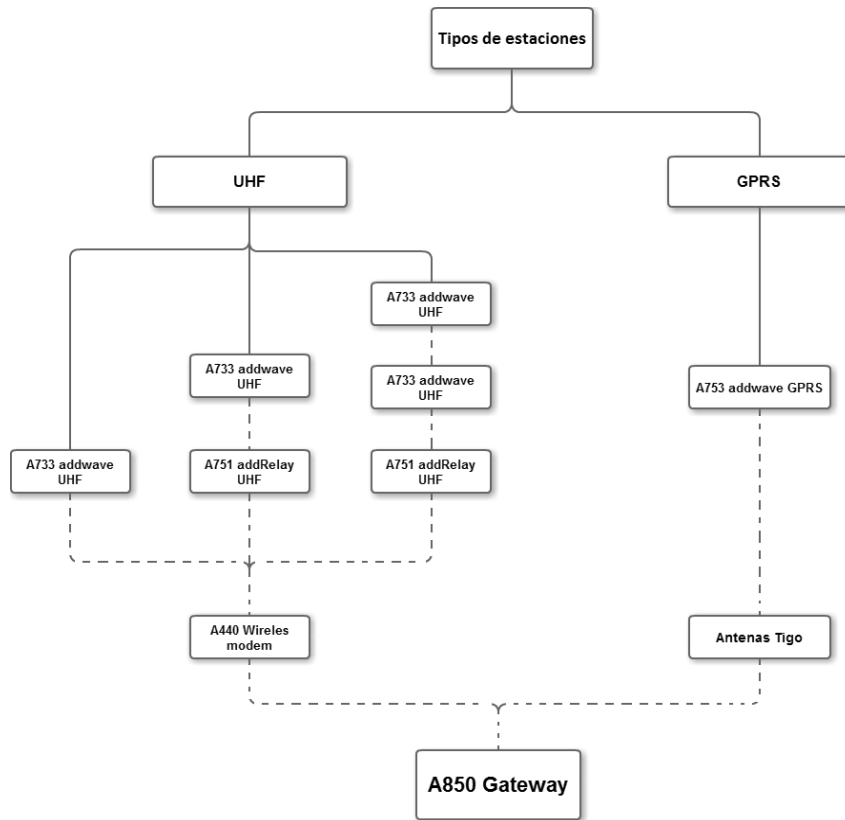 Tipos de estaciones
UHF
GPRS
A733 addwave
UHF
A733 addwave
UHF
A733 addwave
UHF
A753 addwave GPRS
A733 addwave
UHF
A751 addRelay
UHF
A751 addRelay
UHF
A440 Wireles
modem
Antenas Tigo
A850 Gateway